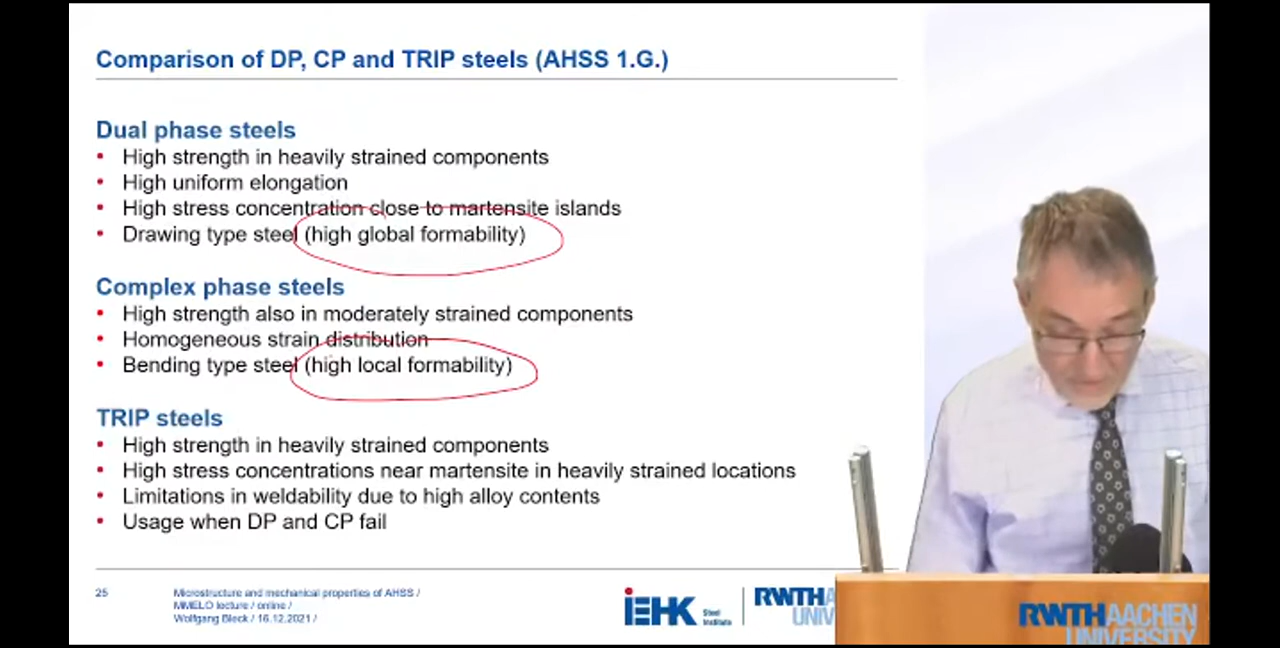 Comparison of DP, CP and TRIP steels (AHSS 1.G.)
Dual phase steels
• High strength in heavily strained components
• High uniform elongation
• High stress concentration close to martensite islands
• Drawing type steel (high global formability)
Complex phase steels
• High strength also in moderately strained components
• Homogeneous strain distribution
• Bending type steel (high local formability)
TRIP steels
• High strength in heavily strained components
• High stress concentrations near martensite in heavily strained locations
• Limitations in weldability due to high alloy contents
• Usage when DP and CP fail
25
Microstructure and mechanical properties of AHSS /
MMELO lecture / online /
Wolfgang Bleck / 16.12.2021 /
iEHK Steel Institute
RWTHA
UNIV
RWTHAACHEN
UNIVERSITY